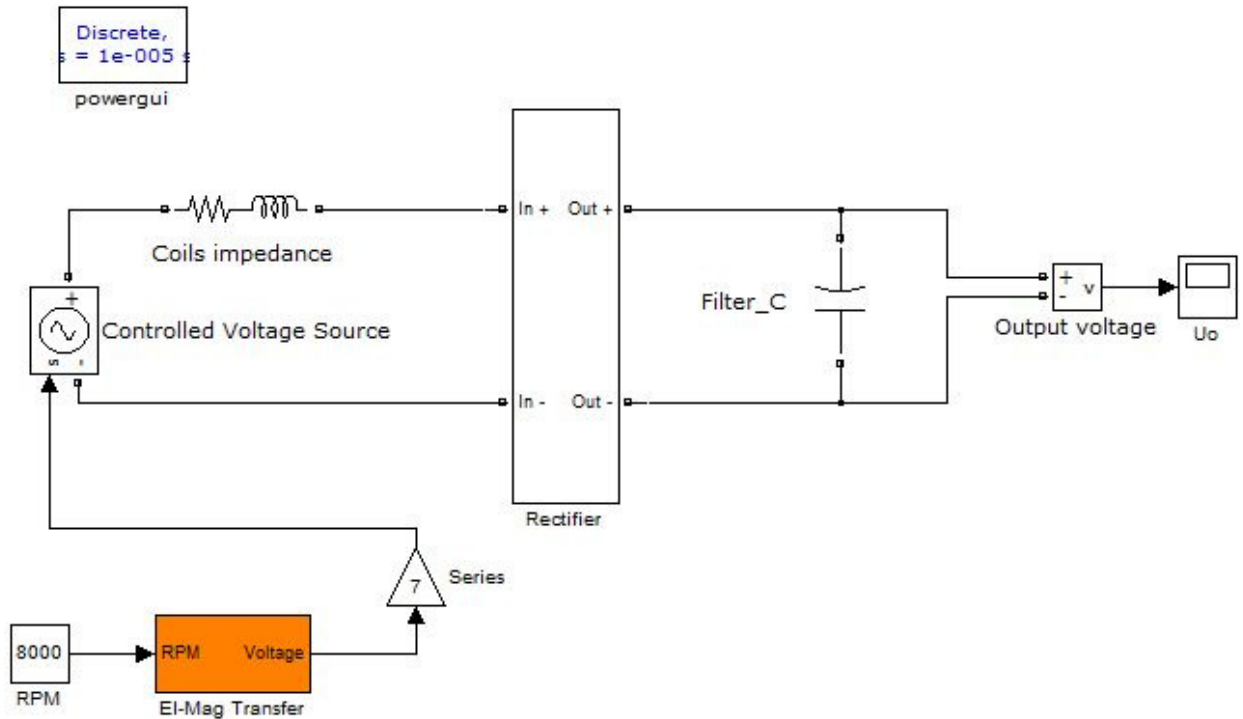 Discrete,
s = 1e-005 s
powergui
In +
Out +
Coils impedance
+
Controlled Voltage Source
s
-
Filter_C
+
-
v
Output voltage
Uo
In -
Out -
Rectifier
7
Series
8000
RPM
RPM
Voltage
El-Mag Transfer